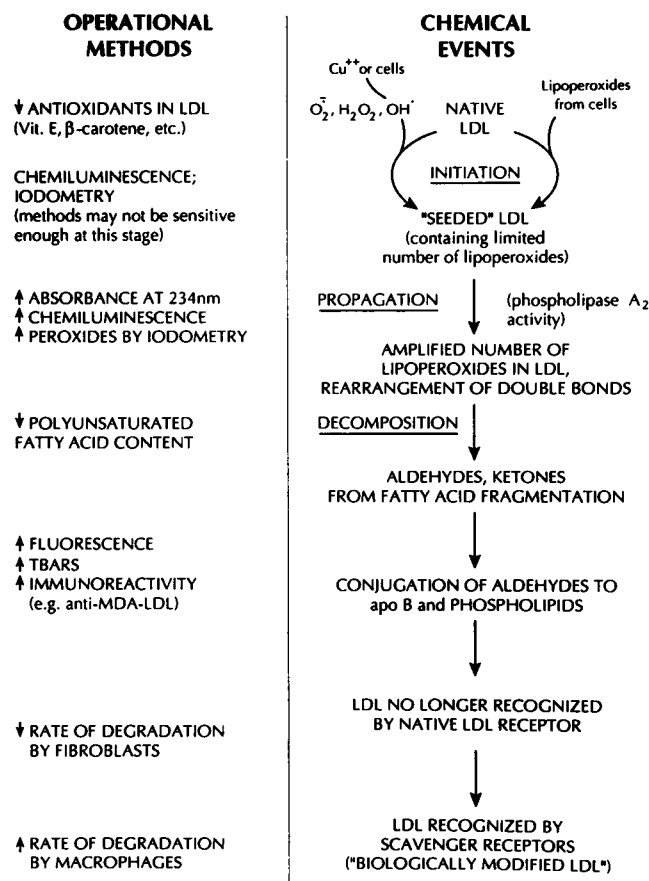 OPERATIONAL
METHODS
↓ ANTIOXIDANTS IN LDL
(Vit. E, β-carotene, etc.)
CHEMILUMINESCENCE;
IODOMETRY
(methods may not be sensitive
enough at this stage)
↑ ABSORBANCE AT 234nm
↑ CHEMILUMINESCENCE
↑ PEROXIDES BY IODOMETRY
↓ POLYUNSATURATED
FATTY ACID CONTENT
↑ FLUORESCENCE
↑ TBARS
↑ IMMUNOREACTIVITY
(e.g. anti-MDA-LDL)
↓ RATE OF DEGRADATION
BY FIBROBLASTS
↑ RATE OF DEGRADATION
BY MACROPHAGES
CHEMICAL
EVENTS
Cu⁺⁺ or cells
O₂⁻, H₂O₂, OH·
NATIVE
LDL
Lipoperoxides
from cells
INITIATION
"SEEDED" LDL
(containing limited
number of lipoperoxides)
PROPAGATION
(phospholipase A₂
activity)
AMPLIFIED NUMBER OF
LIPOPEROXIDES IN LDL,
REARRANGEMENT OF DOUBLE BONDS
DECOMPOSITION
ALDEHYDES, KETONES
FROM FATTY ACID FRAGMENTATION
CONJUGATION OF ALDEHYDES TO
apo B and PHOSPHOLIPIDS
LDL NO LONGER RECOGNIZED
BY NATIVE LDL RECEPTOR
LDL RECOGNIZED BY
SCAVENGER RECEPTORS
("BIOLOGICALLY MODIFIED LDL")